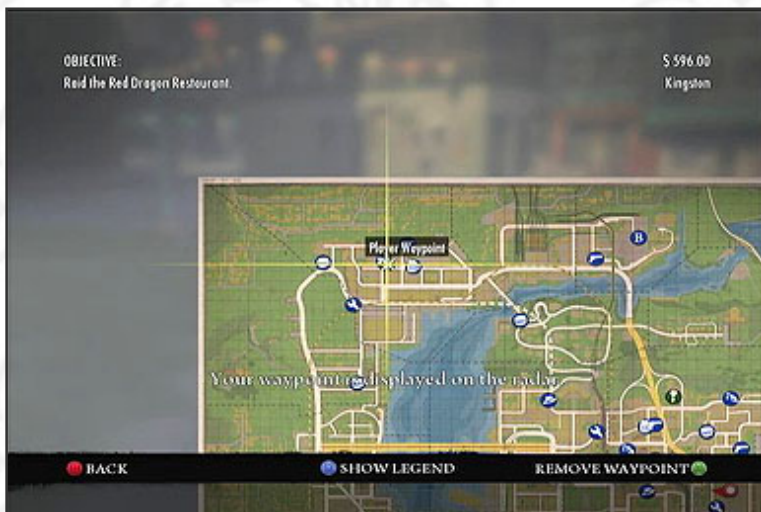 OBJECTIVE:
Raid the Red Dragon Restaurant.
$ 596.00
Kingston
Player Waypoint
B
Your waypoint is displayed on the radar
BACK
SHOW LEGEND
REMOVE WAYPOINT